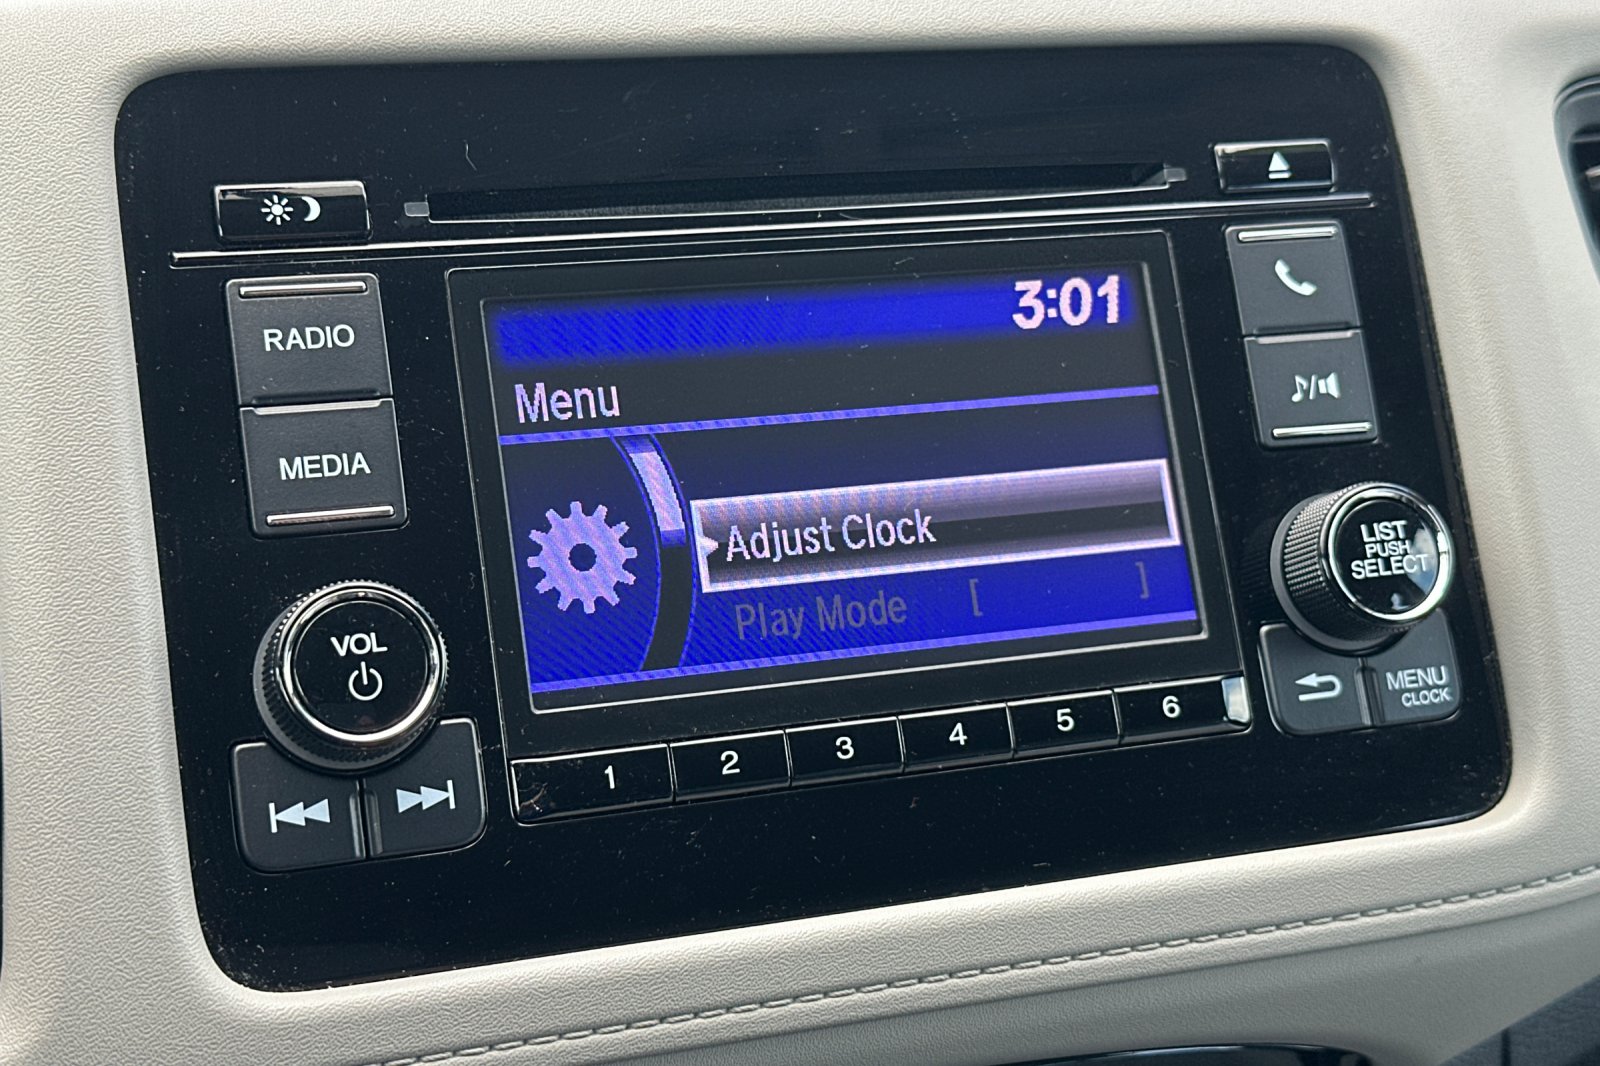 3:01
RADIO
Menu
MEDIA
Adjust Clock
LIST
PUSH
SELECT
Play Mode [ ]
VOL
MENU
CLOCK
1 2 3 4 5 6